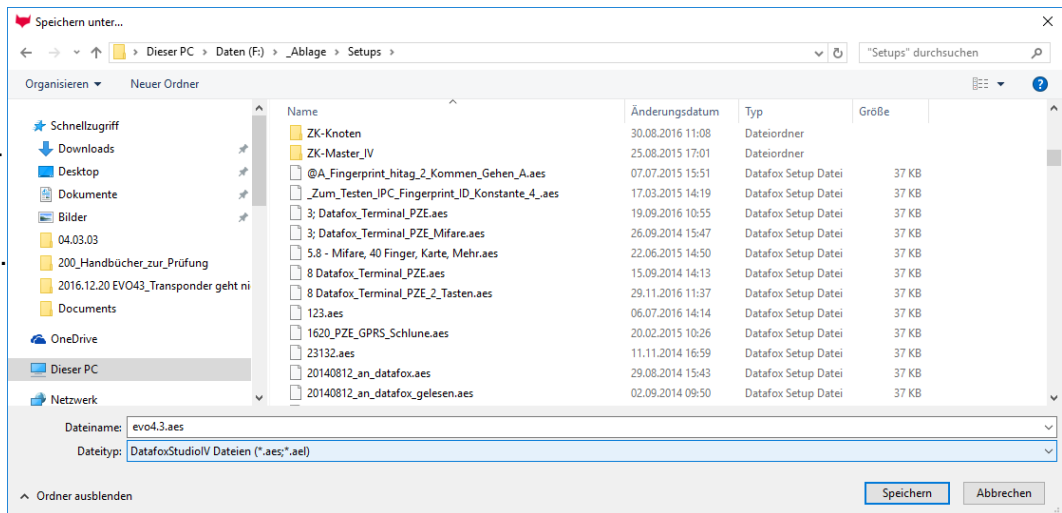 Speichern unter...
Dieser PC > Daten (F:) > _Ablage > Setups >
"Setups" durchsuchen
Organisieren Neuer Ordner
Name Änderungsdatum Typ Größe
Schnellzugriff
Downloads
Desktop
Dokumente
Bilder
04.03.03
200_Handbücher_zur_Prüfung
2016.12.20 EVO43_Transponder geht ni
Documents
OneDrive
Dieser PC
Netzwerk
ZK-Knoten 30.08.2016 11:08 Dateiordner
ZK-Master_IV 25.08.2015 17:01 Dateiordner
@A_Fingerprint_hitag_2_Kommen_Gehen_A.aes 07.07.2015 15:51 Datafox Setup Datei 37 KB
_Zum_Testen_IPC_Fingerprint_ID_Konstante_4_.aes 17.03.2015 14:19 Datafox Setup Datei 37 KB
3; Datafox_Terminal_PZE.aes 19.09.2016 10:55 Datafox Setup Datei 37 KB
3; Datafox_Terminal_PZE_Mifare.aes 26.09.2014 15:47 Datafox Setup Datei 37 KB
5.8 - Mifare, 40 Finger, Karte, Mehr.aes 22.06.2015 14:50 Datafox Setup Datei 37 KB
8 Datafox_Terminal_PZE.aes 15.09.2014 14:13 Datafox Setup Datei 37 KB
8 Datafox_Terminal_PZE_2_Tasten.aes 29.11.2016 11:37 Datafox Setup Datei 37 KB
123.aes 06.07.2016 14:14 Datafox Setup Datei 37 KB
1620_PZE_GPRS_Schlune.aes 20.02.2015 10:26 Datafox Setup Datei 37 KB
23132.aes 11.11.2014 16:59 Datafox Setup Datei 37 KB
20140812_an_datafox.aes 29.08.2014 15:43 Datafox Setup Datei 37 KB
20140812_an_datafox_gelesen.aes 02.09.2014 09:50 Datafox Setup Datei 37 KB
Dateiname: evo4.3.aes
Dateityp: DatafoxStudioIV Dateien (*.aes;*.ael)
Ordner ausblenden
Speichern Abbrechen